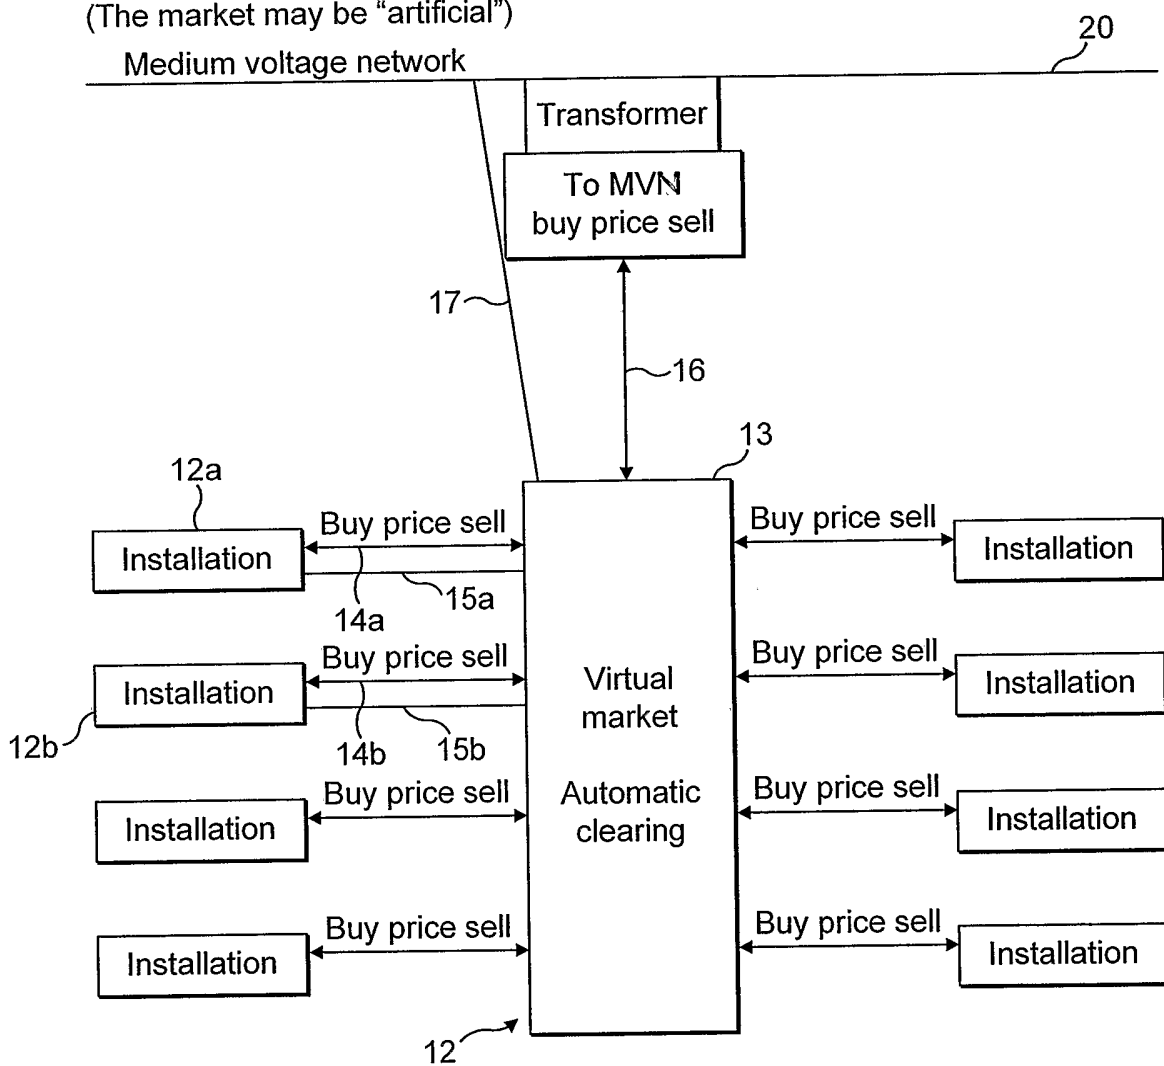 (The market may be “artificial”)
20
Medium voltage network
Transformer
To MVN
buy price sell
17
16
13
12a
Buy price sell
Buy price sell
Installation
Installation
15a
14a
Buy price sell
Buy price sell
Installation
Installation
Virtual
market
12b
14b
15b
Buy price sell
Buy price sell
Automatic
clearing
Installation
Installation
Buy price sell
Buy price sell
Installation
Installation
12